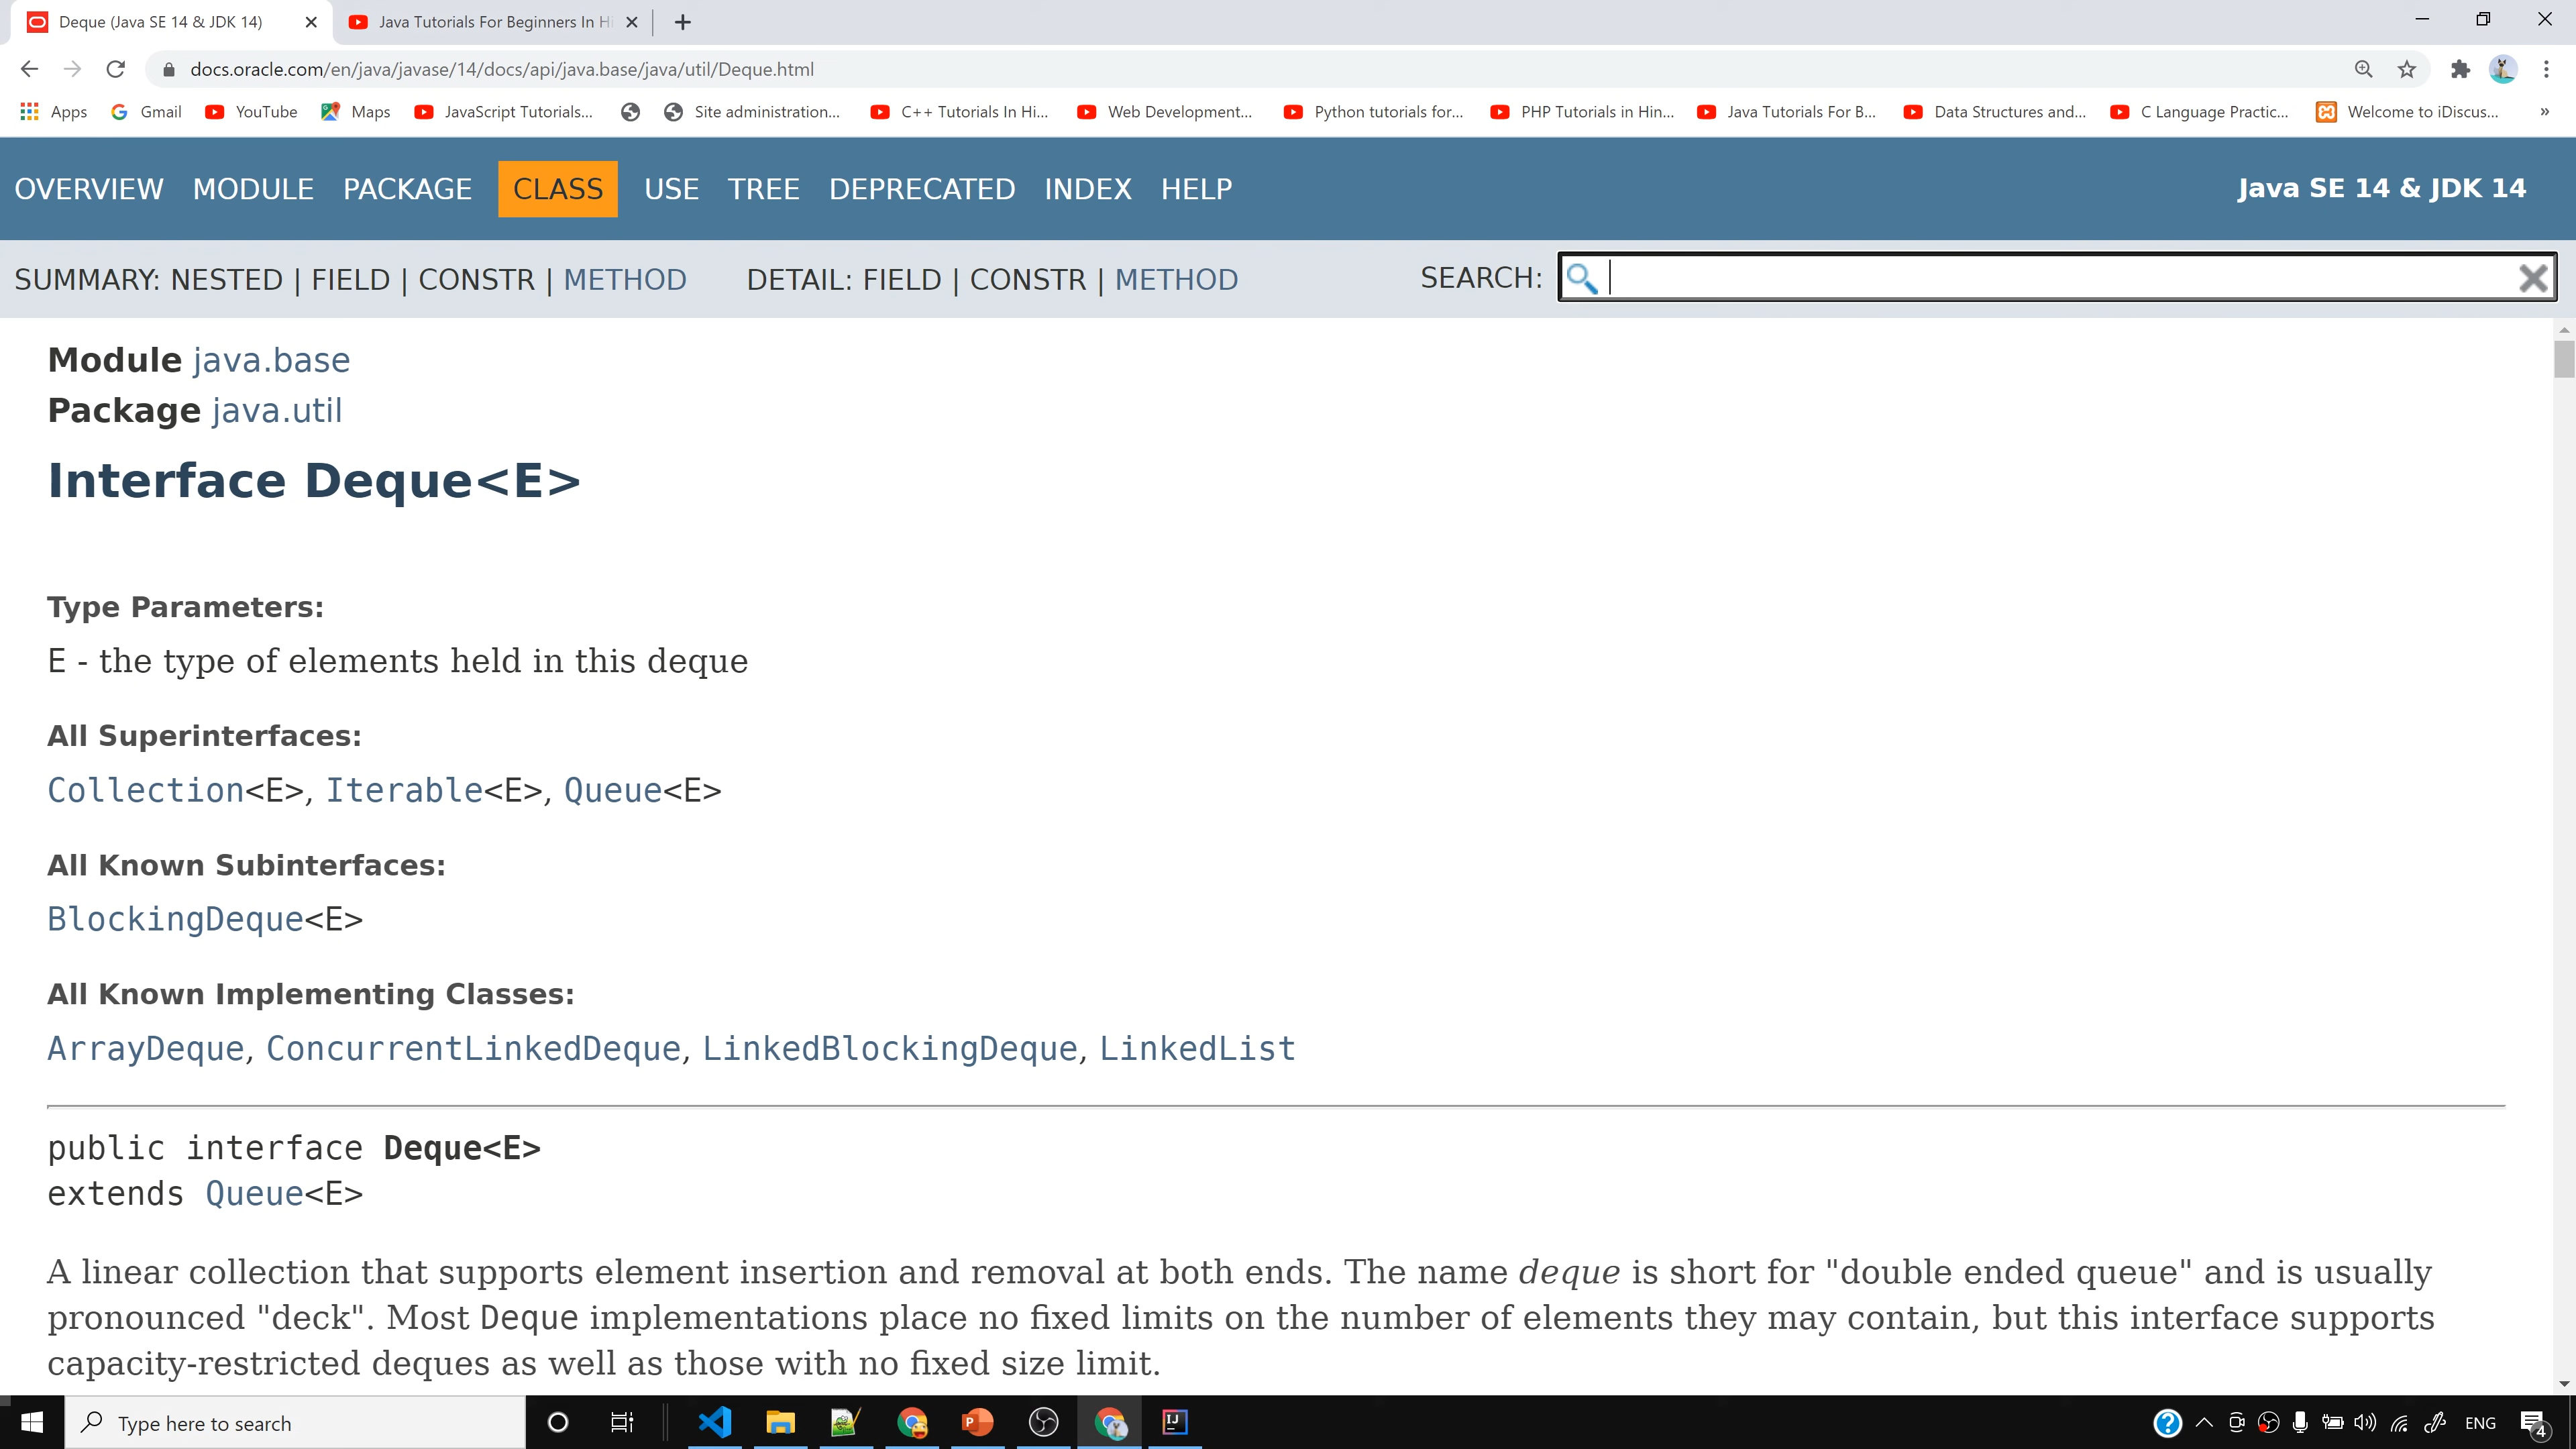 Deque (Java SE 14 & JDK 14)
Java Tutorials For Beginners In Hi
docs.oracle.com/en/java/javase/14/docs/api/java.base/java/util/Deque.html
Apps Gmail YouTube Maps JavaScript Tutorials... Site administration... C++ Tutorials In Hi... Web Development... Python tutorials for... PHP Tutorials in Hin... Java Tutorials For B... Data Structures and... C Language Practic... Welcome to iDiscus... »
OVERVIEW MODULE PACKAGE CLASS USE TREE DEPRECATED INDEX HELP
Java SE 14 & JDK 14
SUMMARY: NESTED | FIELD | CONSTR | METHOD DETAIL: FIELD | CONSTR | METHOD
SEARCH:
Module java.base
Package java.util
Interface Deque<E>
Type Parameters:
E - the type of elements held in this deque
All Superinterfaces:
Collection<E>, Iterable<E>, Queue<E>
All Known Subinterfaces:
BlockingDeque<E>
All Known Implementing Classes:
ArrayDeque, ConcurrentLinkedDeque, LinkedBlockingDeque, LinkedList
public interface Deque<E>
extends Queue<E>
A linear collection that supports element insertion and removal at both ends. The name deque is short for "double ended queue" and is usually
pronounced "deck". Most Deque implementations place no fixed limits on the number of elements they may contain, but this interface supports
capacity-restricted deques as well as those with no fixed size limit.
Type here to search
ENG
4